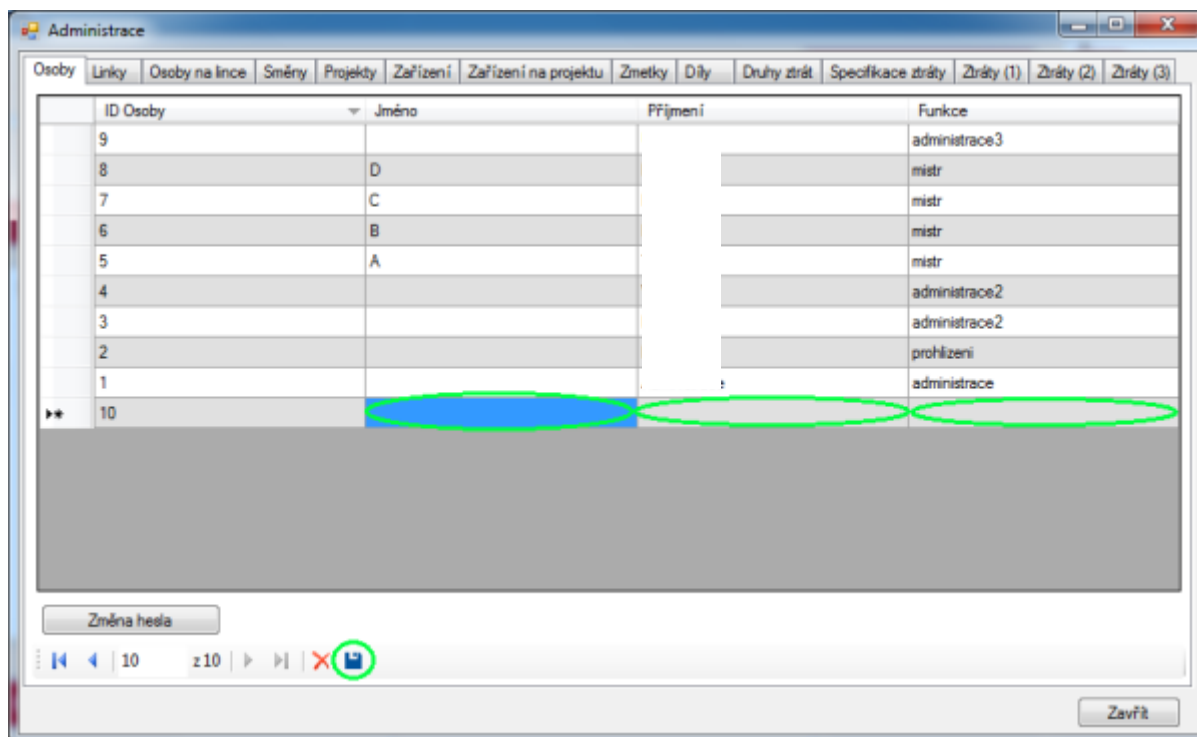 Administrace
Osoby Linky Osoby na lince Směny Projekty Zařízení Zařízení na projektu Zmetky Díly Druhy ztrát Specifikace ztráty Ztráty (1) Ztráty (2) Ztráty (3)
ID Osoby Jméno Příjmení Funkce
9 administrace3
8 D mistr
7 C mistr
6 B mistr
5 A mistr
4 administrace2
3 administrace2
2 prohlizeni
1 administrace
10
Změna hesla
10 z 10
Zavřít